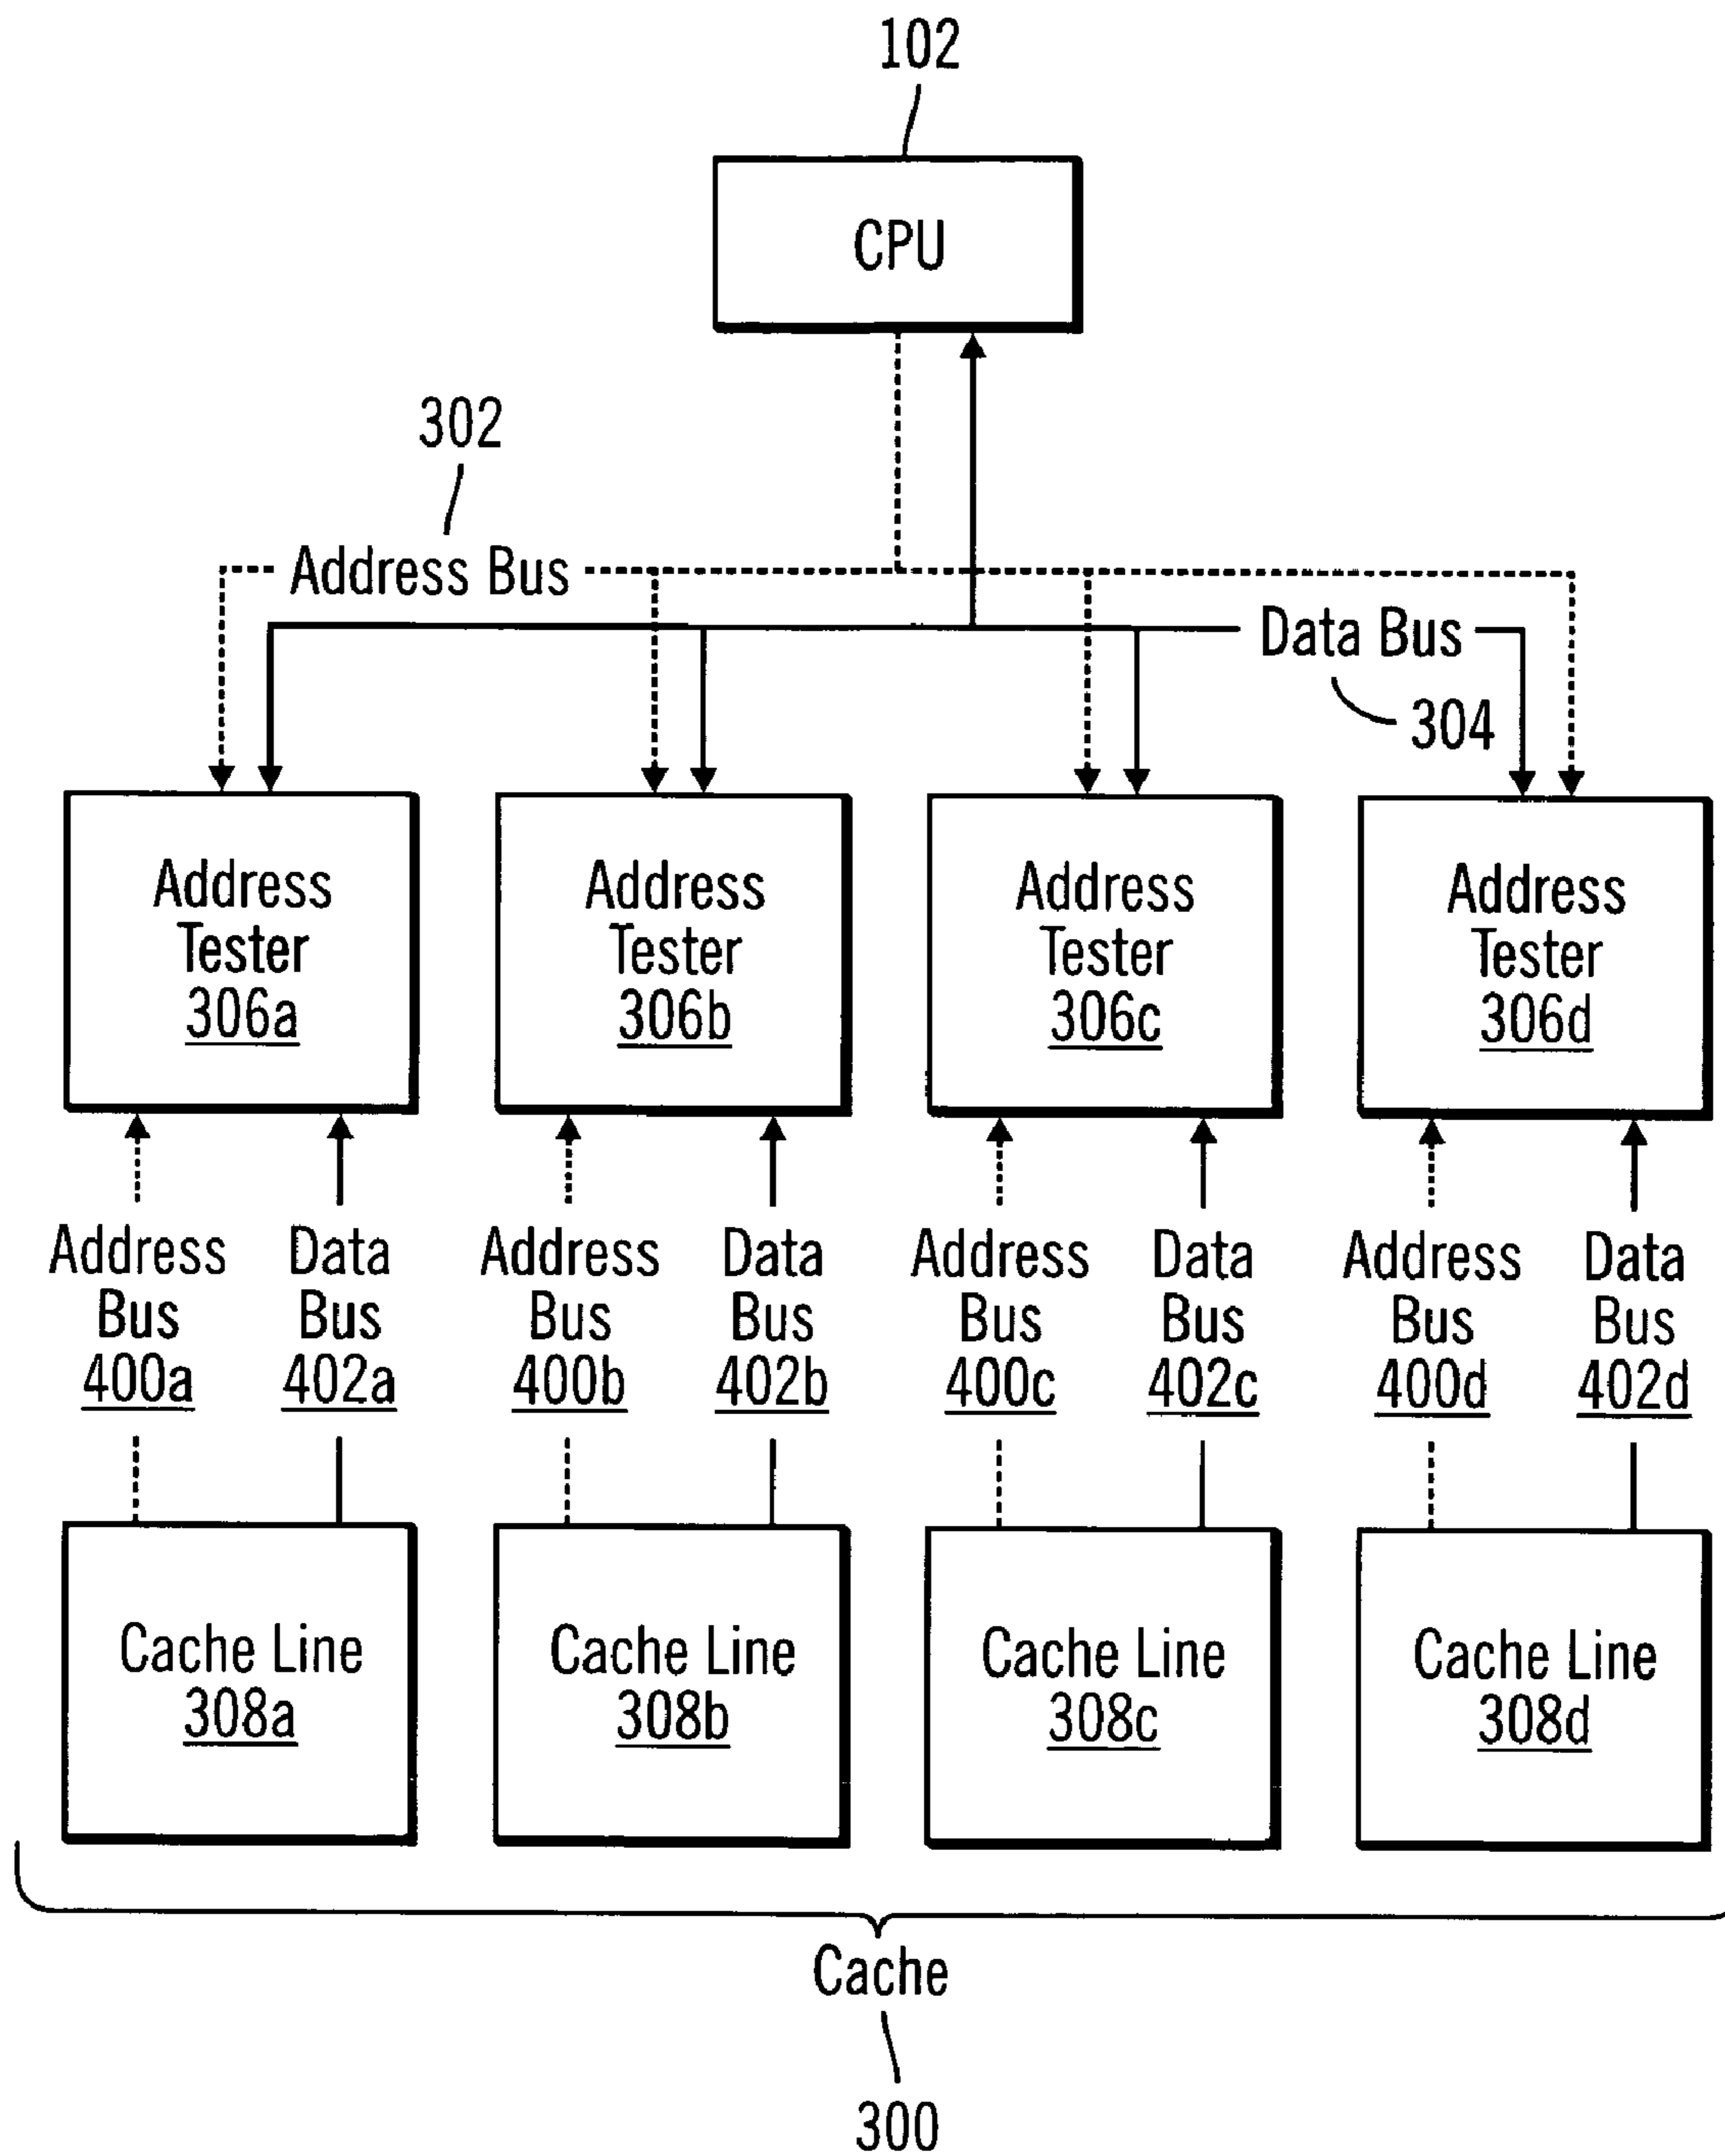 102
CPU
302
Address Bus
Data Bus
304
Address
Tester
306a
Address
Tester
306b
Address
Tester
306c
Address
Tester
306d
Address
Bus
400a
Data
Bus
402a
Address
Bus
400b
Data
Bus
402b
Address
Bus
400c
Data
Bus
402c
Address
Bus
400d
Data
Bus
402d
Cache Line
308a
Cache Line
308b
Cache Line
308c
Cache Line
308d
Cache
300